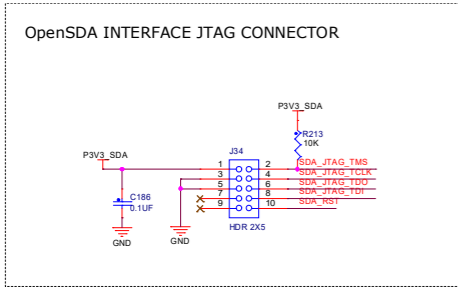 OpenSDA INTERFACE JTAG CONNECTOR
P3V3_SDA
R213
10K
P3V3_SDA
J34
1
2
SDA_JTAG_TMS
3
4
SDA_JTAG_TCLK
5
6
SDA_JTAG_TDO
7
8
SDA_JTAG_TDI
9
10
SDA_RST
C186
0.1UF
HDR 2X5
GND
GND